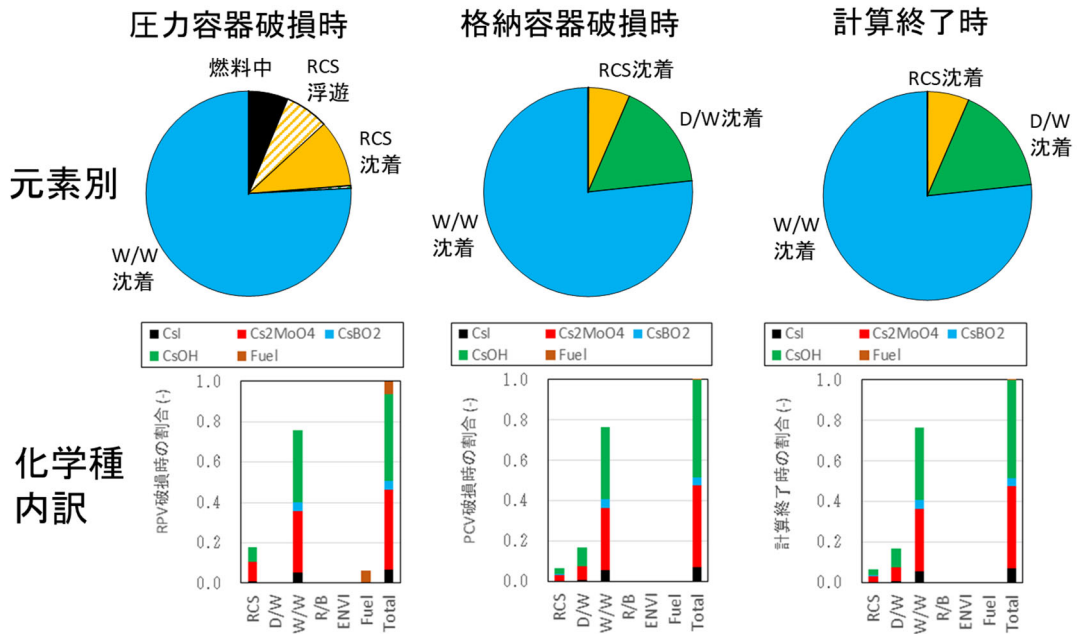 圧力容器破損時
格納容器破損時
計算終了時
元素別
燃料中
RCS
浮遊
RCS
沈着
W/W
沈着
RCS沈着
D/W沈着
W/W
沈着
RCS沈着
D/W
沈着
W/W
沈着
化学種
内訳
CsI Cs2MoO4 CsBO2
CsOH Fuel
RPV破損時の割合(-)
1.0
0.8
0.6
0.4
0.2
0.0
RCS
D/W
W/W
R/B
ENVI
Fuel
Total
CsI Cs2MoO4 CsBO2
CsOH Fuel
PCV破損時の割合(-)
1.0
0.8
0.6
0.4
0.2
0.0
RCS
D/W
W/W
R/B
ENVI
Fuel
Total
CsI Cs2MoO4 CsBO2
CsOH Fuel
計算終了時の割合(-)
1.0
0.8
0.6
0.4
0.2
0.0
RCS
D/W
W/W
R/B
ENVI
Fuel
Total